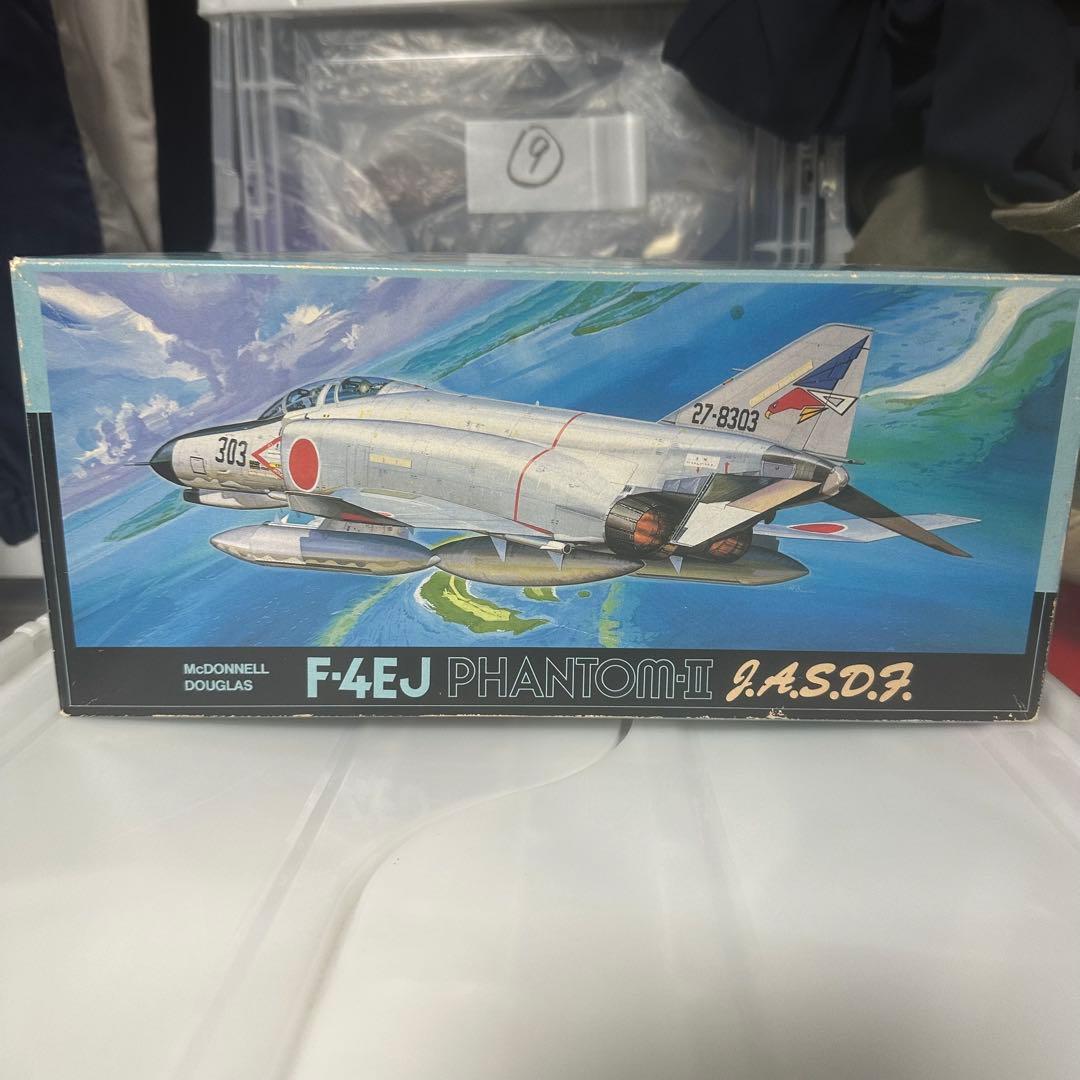 9
27-8303
303
McDONNELL
DOUGLAS
F-4EJ PHANTOM-II J.A.S.D.F.